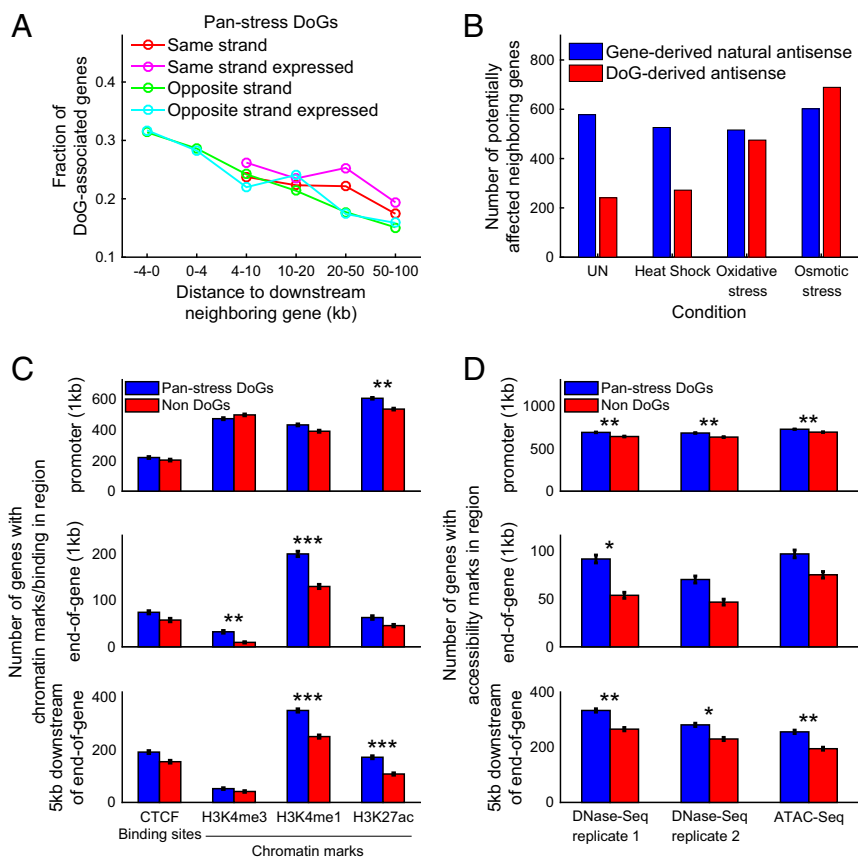 A
Pan-stress DoGs
Same strand
Same strand expressed
Opposite strand
Opposite strand expressed
Fraction of
DoG-associated genes
0.4
0.3
0.2
0.1
-4-0
0-4
4-10
10-20
20-50
50-100
Distance to downstream
neighboring gene (kb)
B
Gene-derived natural antisense
DoG-derived antisense
Number of potentially
affected neighboring genes
800
600
400
200
0
UN
Heat Shock
Oxidative
stress
Osmotic
stress
Condition
C
Pan-stress DoGs
Non DoGs
Number of genes with
chromatin marks/binding in region
promoter (1kb)
600
400
200
0
**
end-of-gene (1kb)
200
100
0
**
***
5kb downstream
of end-of-gene
400
200
0
***
***
CTCF
Binding sites
H3K4me3
H3K4me1
H3K27ac
Chromatin marks
D
Pan-stress DoGs
Non DoGs
Number of genes with
accessibility marks in region
promoter (1kb)
1000
500
0
**
**
**
end-of-gene (1kb)
100
50
0
*
5kb downstream
of end-of-gene
400
200
0
**
*
**
DNase-Seq
replicate 1
DNase-Seq
replicate 2
ATAC-Seq